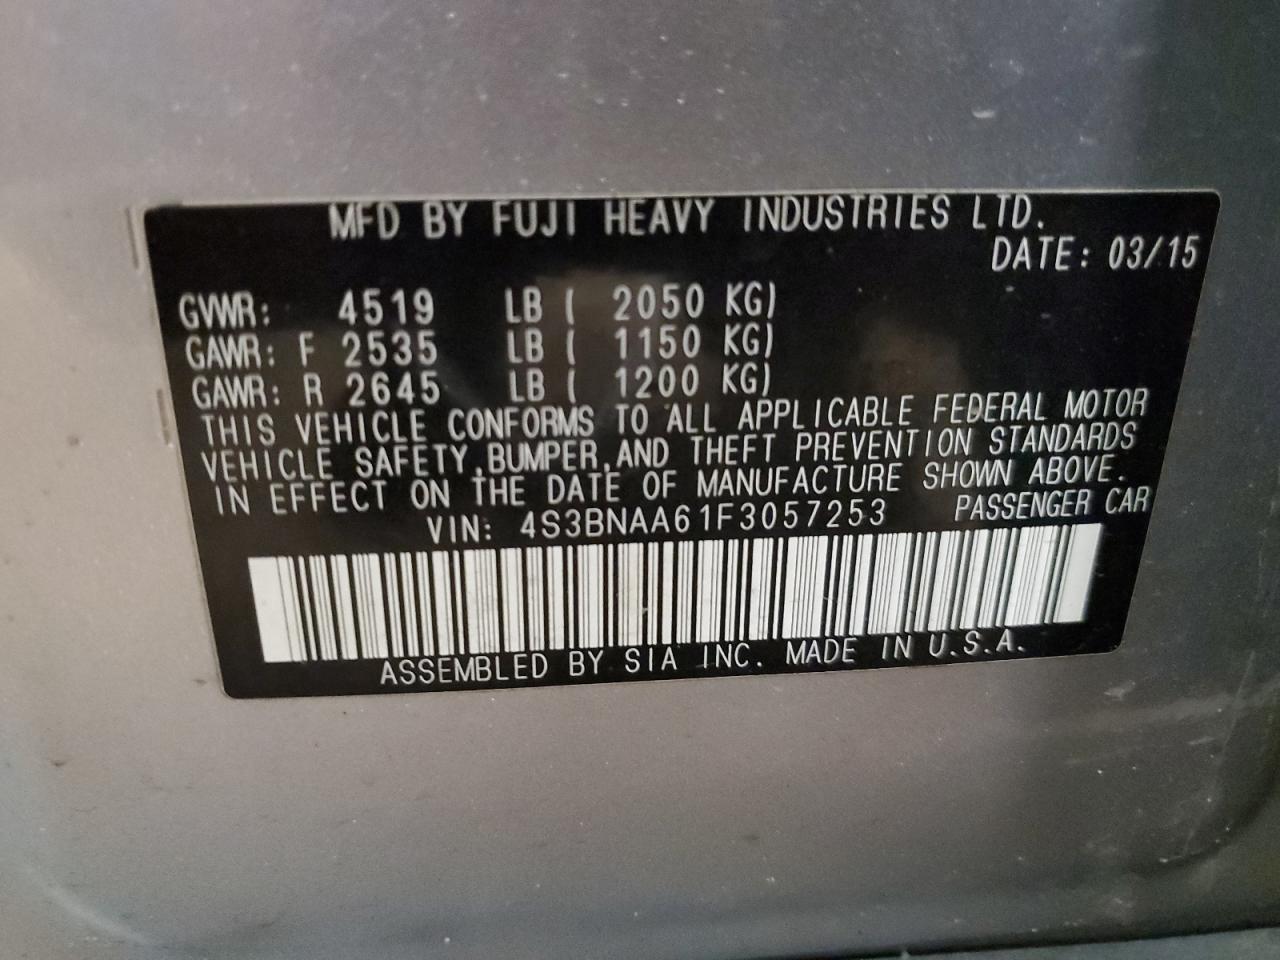 MFD BY FUJI HEAVY INDUSTRIES LTD.
DATE: 03/15
GVWR: 4519 LB ( 2050 KG)
GAWR: F 2535 LB ( 1150 KG)
GAWR: R 2645 LB ( 1200 KG)
THIS VEHICLE CONFORMS TO ALL APPLICABLE FEDERAL MOTOR
VEHICLE SAFETY,BUMPER,AND THEFT PREVENTION STANDARDS
IN EFFECT ON THE DATE OF MANUFACTURE SHOWN ABOVE.
VIN: 4S3BNAA61F3057253 PASSENGER CAR
ASSEMBLED BY SIA INC. MADE IN U.S.A.